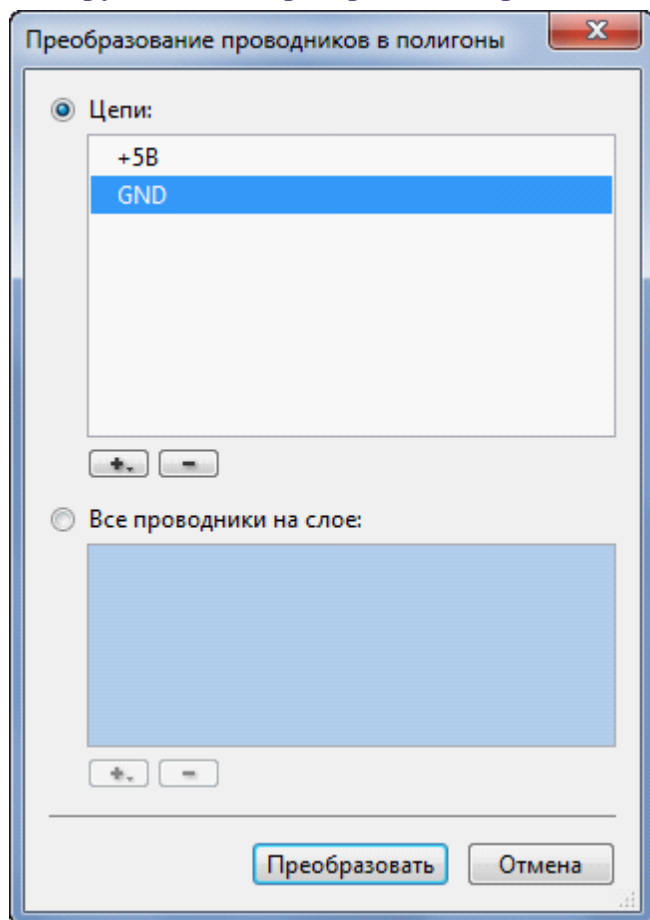 Преобразование проводников в полигоны
Цепи:
+5В
GND
Все проводники на слое:
Преобразовать Отмена